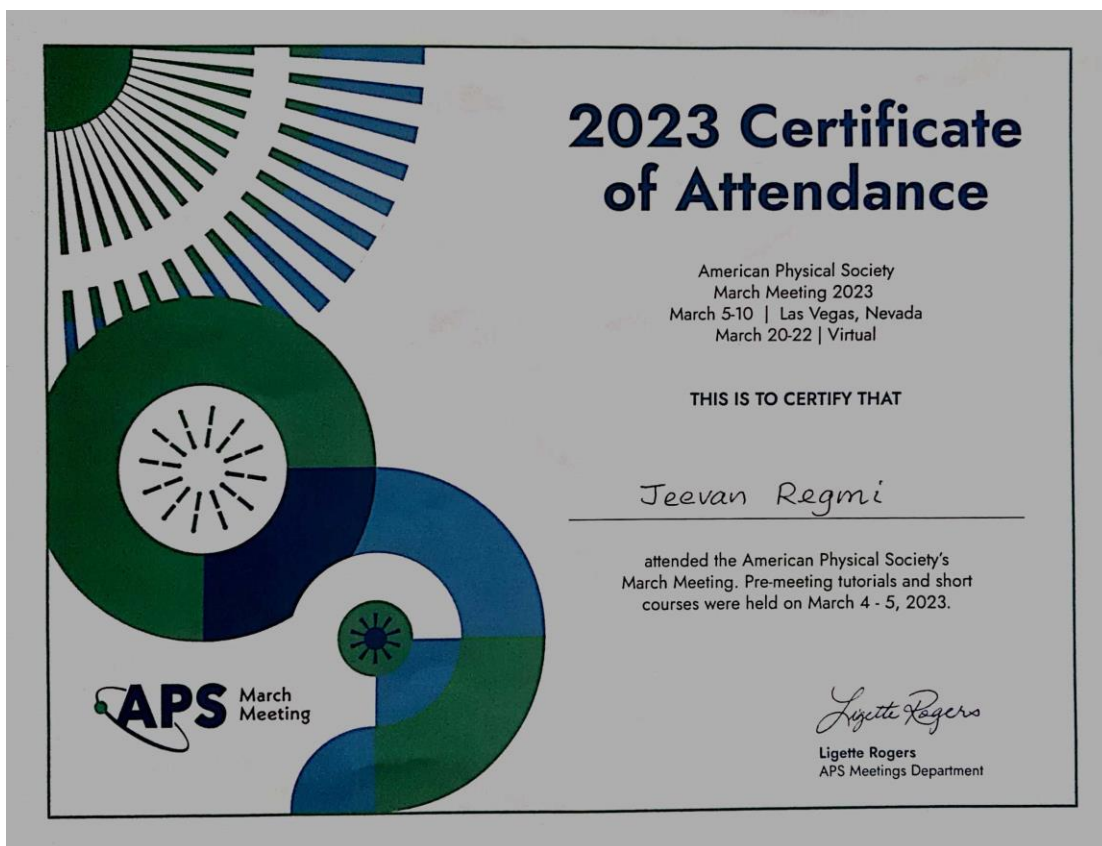 2023 Certificate
of Attendance
American Physical Society
March Meeting 2023
March 5-10 | Las Vegas, Nevada
March 20-22 | Virtual
THIS IS TO CERTIFY THAT
Jeevan Regmi
attended the American Physical Society's
March Meeting. Pre-meeting tutorials and short
courses were held on March 4 - 5, 2023.
APS March
Meeting
Ligette Rogers
Ligette Rogers
APS Meetings Department